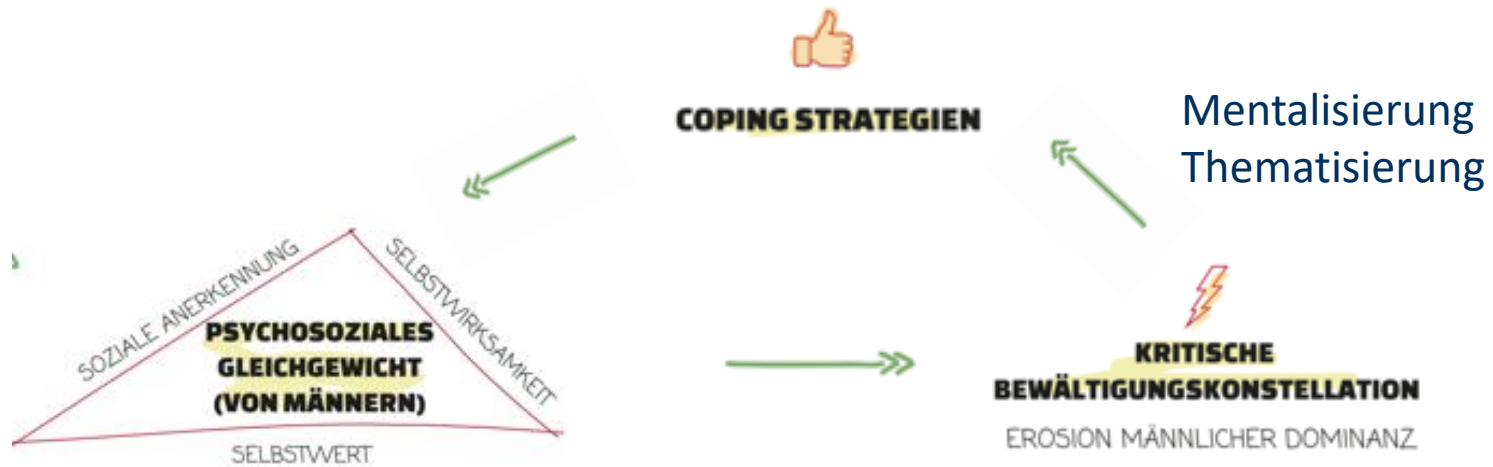 COPING STRATEGIEN
Mentalisierung
Thematisierung
SOZIALE ANERKENNUNG
SELBSTWIRKSAMKEIT
PSYCHOSOZIALES
GLEICHGEWICHT
(VON MÄNNERN)
SELBSTWERT
KRITISCHE
BEWÄLTIGUNGSKONSTELLATION
EROSION MÄNNLICHER DOMINANZ